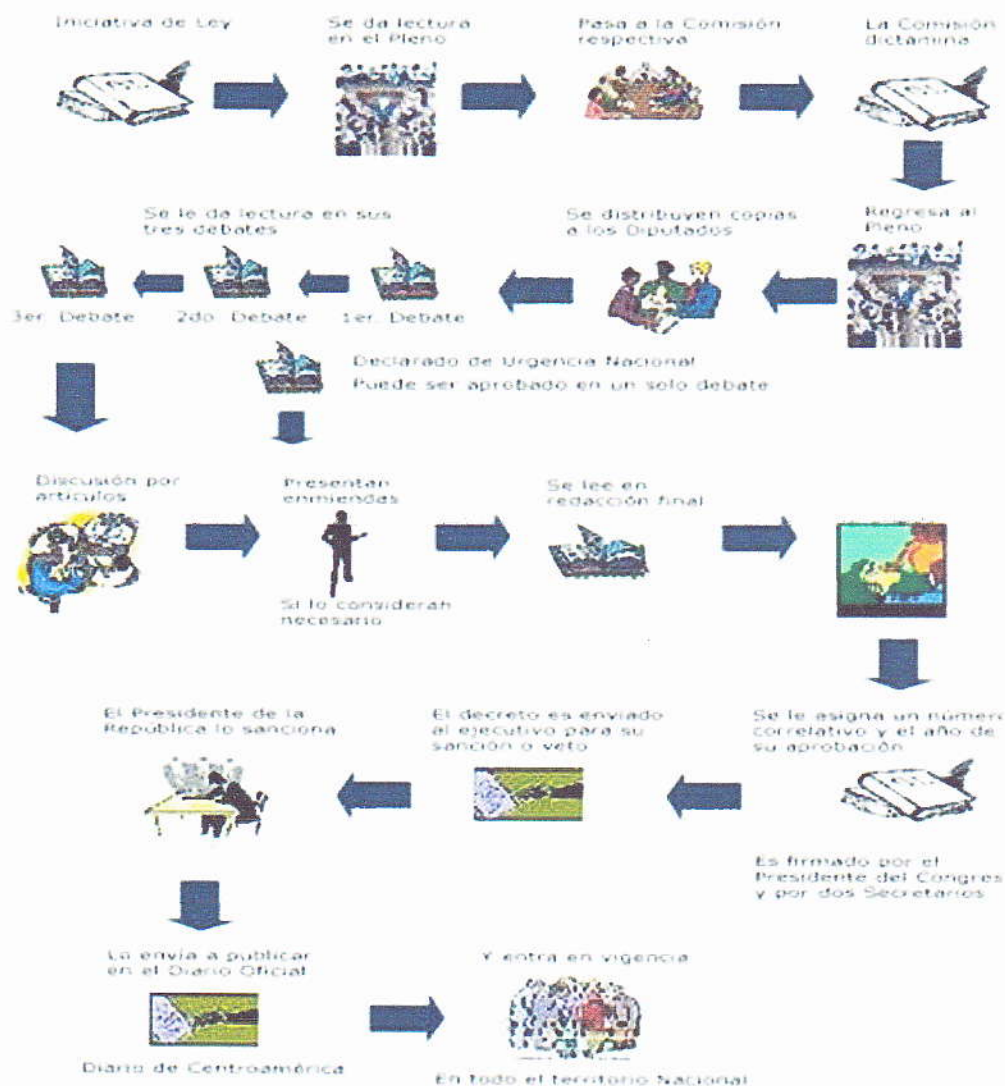 Iniciativa de Ley
Se da lectura
en el Pleno
Pasa a la Comisión
respectiva
La Comisión
dictámina
Regresa al
Pleno
Se distribuyen copias
a los Diputados
Se le da lectura en sus
tres debates
1er. Debate
2do. Debate
3er. Debate
Declarado de Urgencia Nacional
Puede ser aprobado en un solo debate
Discusión por
artículos
Presentan
enmiendas
Si lo consideran
necesario
Se lee en
redacción final
Se le asigna un número
correlativo y el año de
su aprobación
Es firmado por el
Presidente del Congres
y por dos Secretarios
El decreto es enviado
al ejecutivo para su
sanción o veto
El Presidente de la
República lo sanciona
Lo envía a publicar
en el Diario Oficial
Diario de Centroamérica
Y entra en vigencia
En todo el territorio Nacional